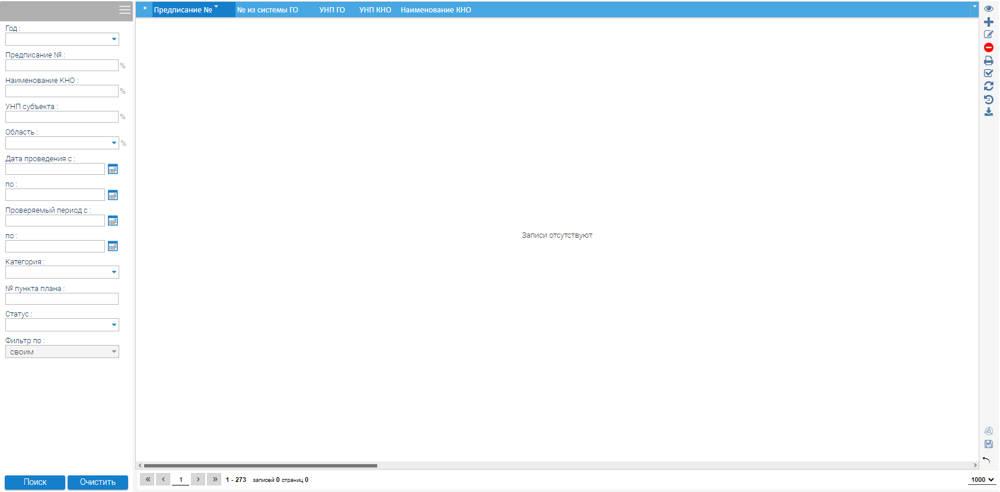 * Предписание № № из системы ГО УНП ГО УНП КНО Наименование КНО
Год :
Предписание № :
%
Наименование КНО :
%
УНП субъекта :
%
Область :
%
Дата проведения с :
по :
Проверяемый период с :
по :
Категория :
№ пункта плана :
Статус :
Фильтр по :
своим
Поиск Очистить
Записи отсутствуют
« ‹ 1 › » 1 - 273 записей 0 страниц 0
1000